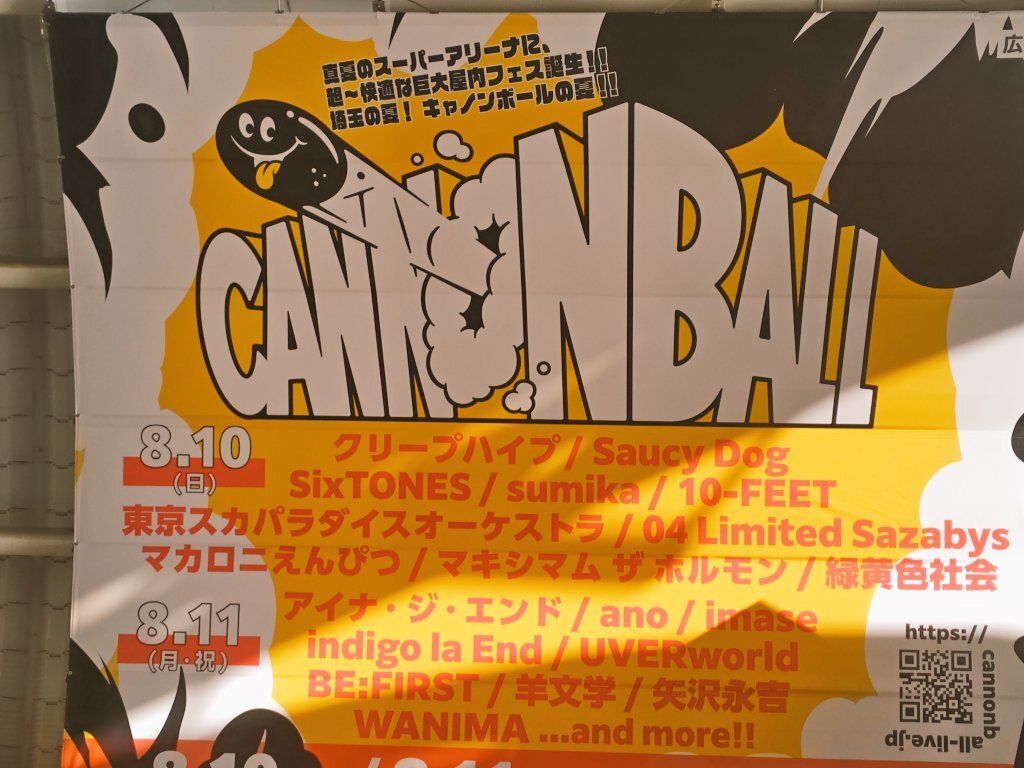 真夏のスーパーアリーナに、
超〜快適な巨大屋内フェス誕生!!
埼玉の夏! キャノンボールの夏!!
広
CANNONBALL
8.10
(日)
クリープハイプ / Saucy Dog
SixTONES / sumika / 10-FEET
東京スカパラダイスオーケストラ / 04 Limited Sazabys
マカロニえんぴつ / マキシマム ザ ホルモン / 緑黄色社会
8.11
(月・祝)
アイナ・ジ・エンド / ano / imase
indigo la End / UVERworld
BE:FIRST / 羊文学 / 矢沢永吉
WANIMA ...and more!!
https://
cannonb
all-live.jp
8.10 / 8.11